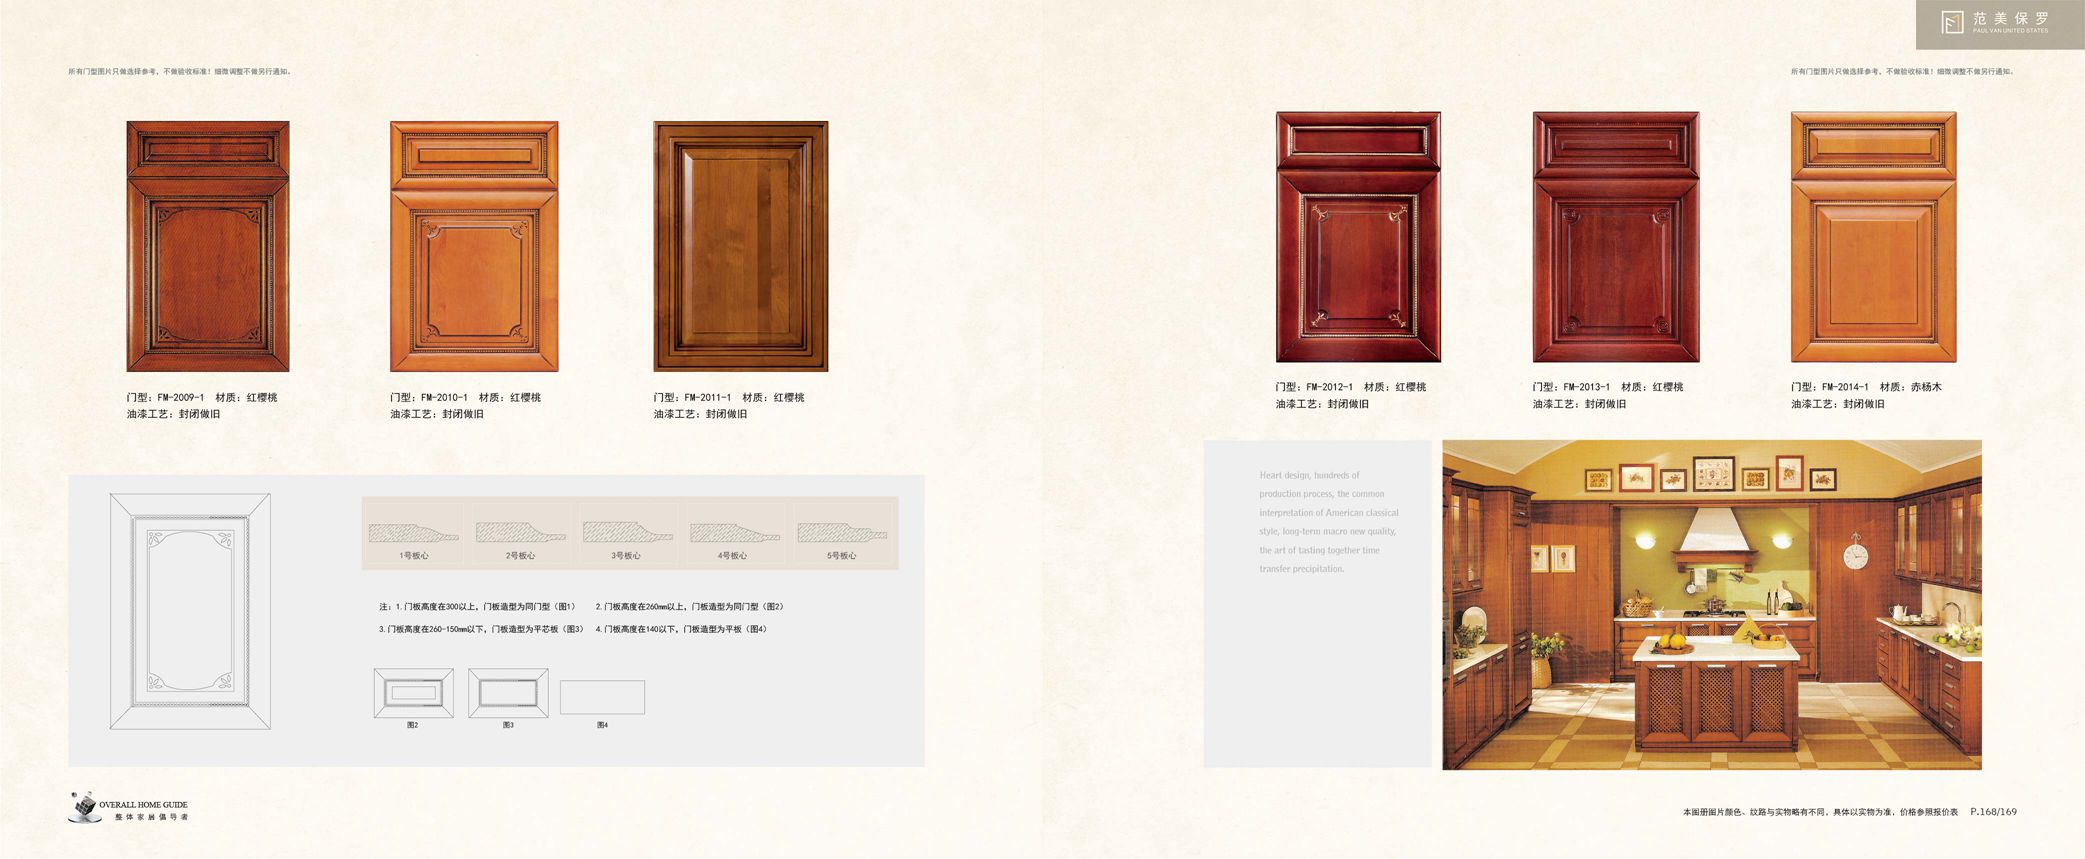 范美保罗
PAUL VAN UNITED STATES
所有门型图片只做选择参考，不做验收标准！细微调整不做另行通知。
所有门型图片只做选择参考，不做验收标准！细微调整不做另行通知。
门型：FM-2009-1 材质：红樱桃
油漆工艺：封闭做旧
门型：FM-2010-1 材质：红樱桃
油漆工艺：封闭做旧
门型：FM-2011-1 材质：红樱桃
油漆工艺：封闭做旧
门型：FM-2012-1 材质：红樱桃
油漆工艺：封闭做旧
门型：FM-2013-1 材质：红樱桃
油漆工艺：封闭做旧
门型：FM-2014-1 材质：赤杨木
油漆工艺：封闭做旧
1号板心
2号板心
3号板心
4号板心
5号板心
注：1.门板高度在300以上，门板造型为同门型（图1） 2.门板高度在260mm以上，门板造型为同门型（图2）
3.门板高度在260-150mm以下，门板造型为平芯板（图3） 4.门板高度在140以下，门板造型为平板（图4）
图2
图3
图4
Heart design, hundreds of
production process, the common
interpretation of American classical
style, long-term macro new quality,
the art of tasting together time
transfer precipitation.
OVERALL HOME GUIDE
整体家居倡导者
本画册图片颜色、纹路与实物略有不同，具体以实物为准，价格参照报价表 P.168/169